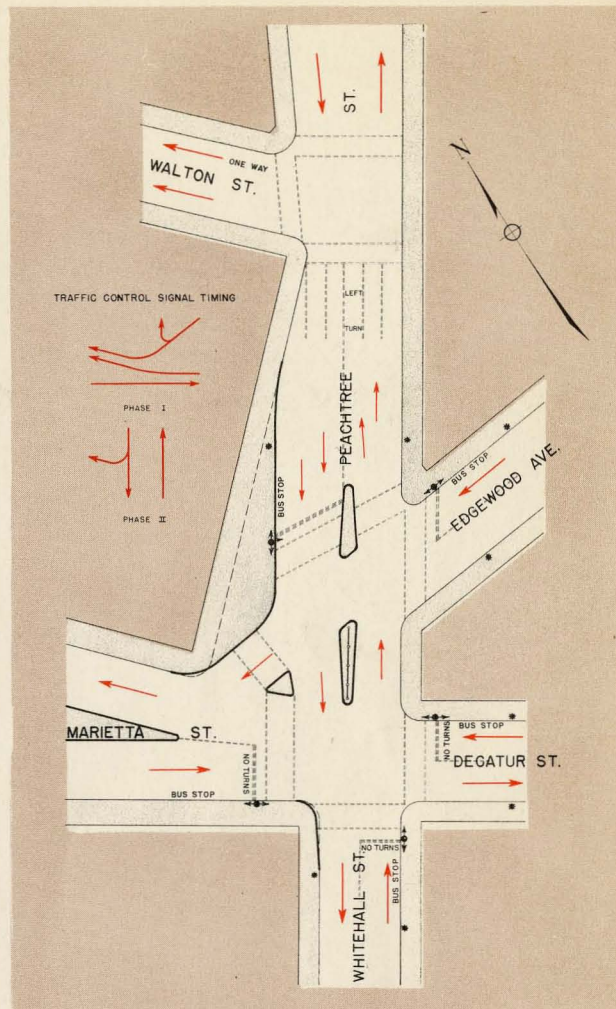 ST.
N
ONE WAY
WALTON ST.
TRAFFIC CONTROL SIGNAL TIMING
PHASE I
PHASE II
LEFT
TURN
PEACHTREE
BUS STOP
BUS STOP
EDGEWOOD AVE.
MARIETTA ST.
NO TURNS
BUS STOP
BUS STOP
NO TURNS
DEGATUR ST.
NO TURNS
WHITEHALL ST.
BUS STOP